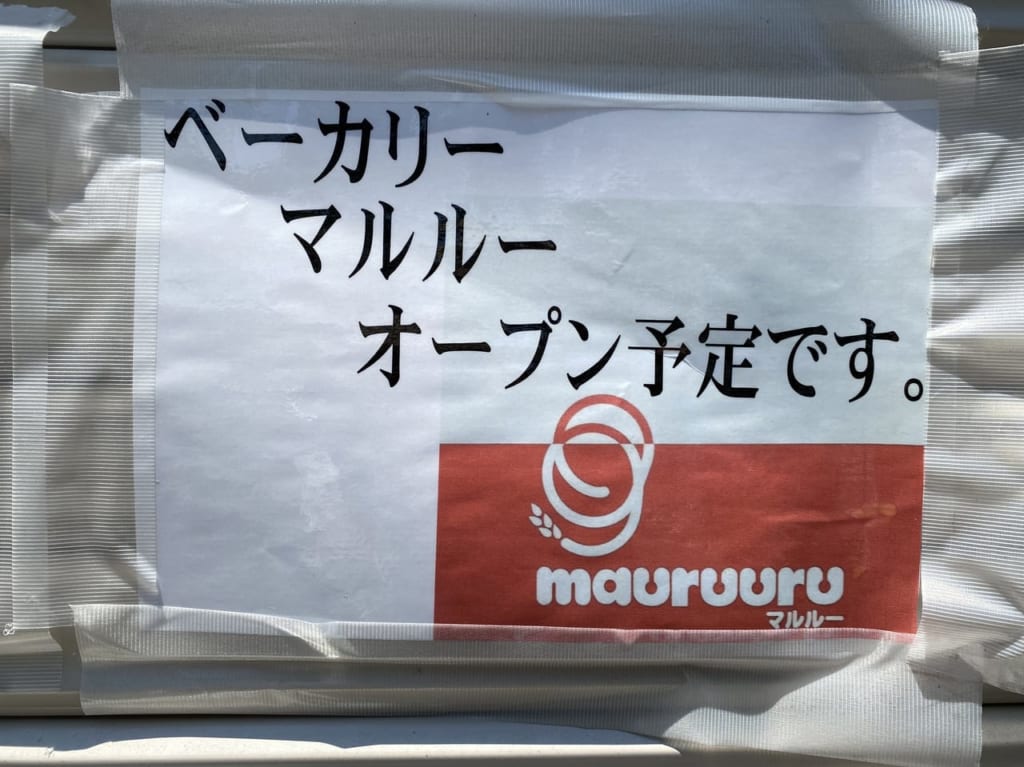 ベーカリー
マルルー
オープン予定です。
mauruuru
マルルー